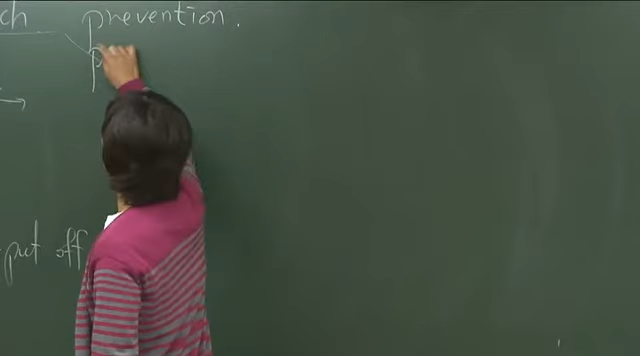 ch prevention.
p
put off